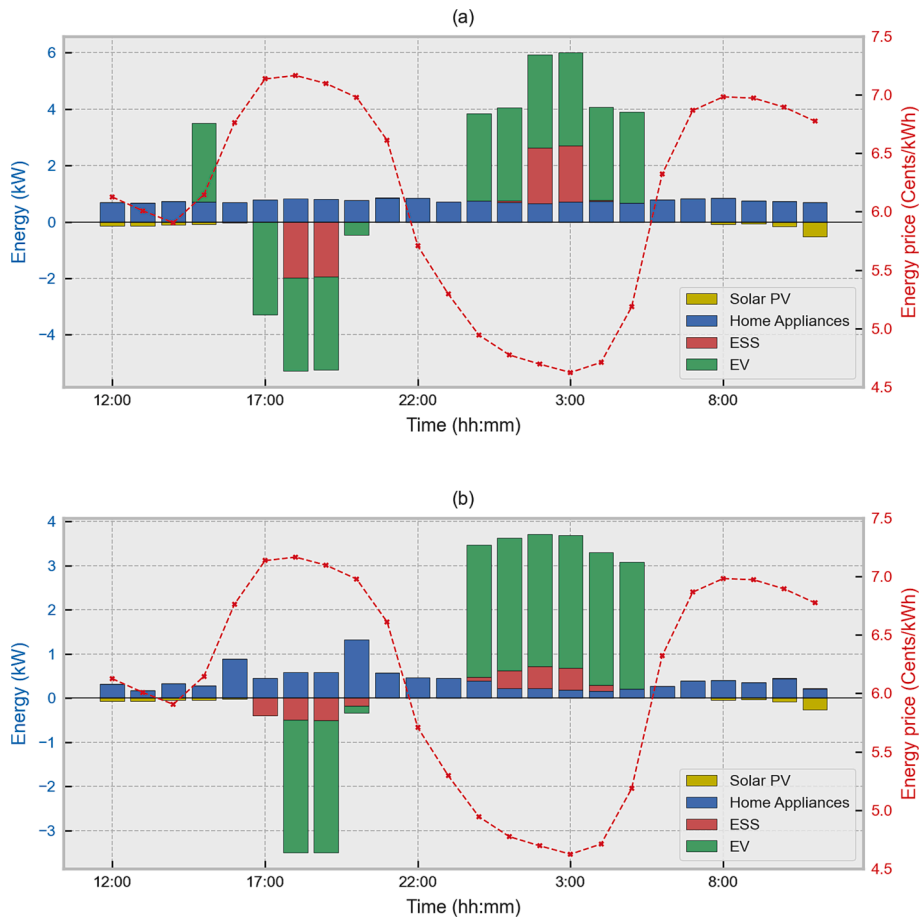 (a)
6
4
2
0
−2
−4
7.5
7.0
6.5
6.0
5.5
5.0
4.5
Energy (kW)
Energy price (Cents/kWh)
Solar PV
Home Appliances
ESS
EV
12:00 17:00 22:00 3:00 8:00
Time (hh:mm)
(b)
4
3
2
1
0
−1
−2
−3
7.5
7.0
6.5
6.0
5.5
5.0
4.5
Energy (kW)
Energy price (Cents/kWh)
Solar PV
Home Appliances
ESS
EV
12:00 17:00 22:00 3:00 8:00
Time (hh:mm)